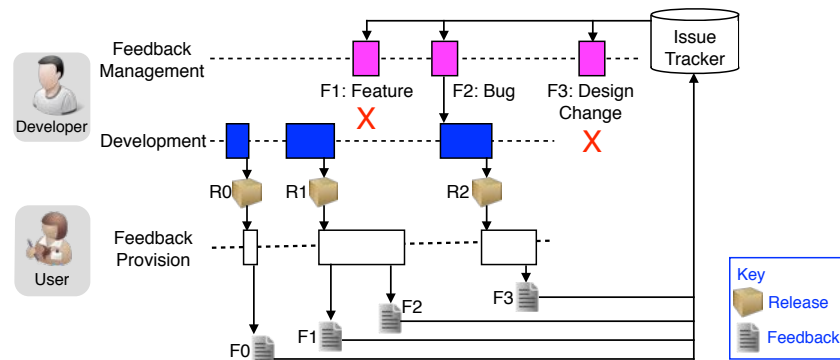 Feedback
Management
Issue
Tracker
F1: Feature
F2: Bug
F3: Design
Change
X
X
Developer
Development
R0
R1
R2
Feedback
Provision
User
F0
F1
F2
F3
Key
Release
Feedback